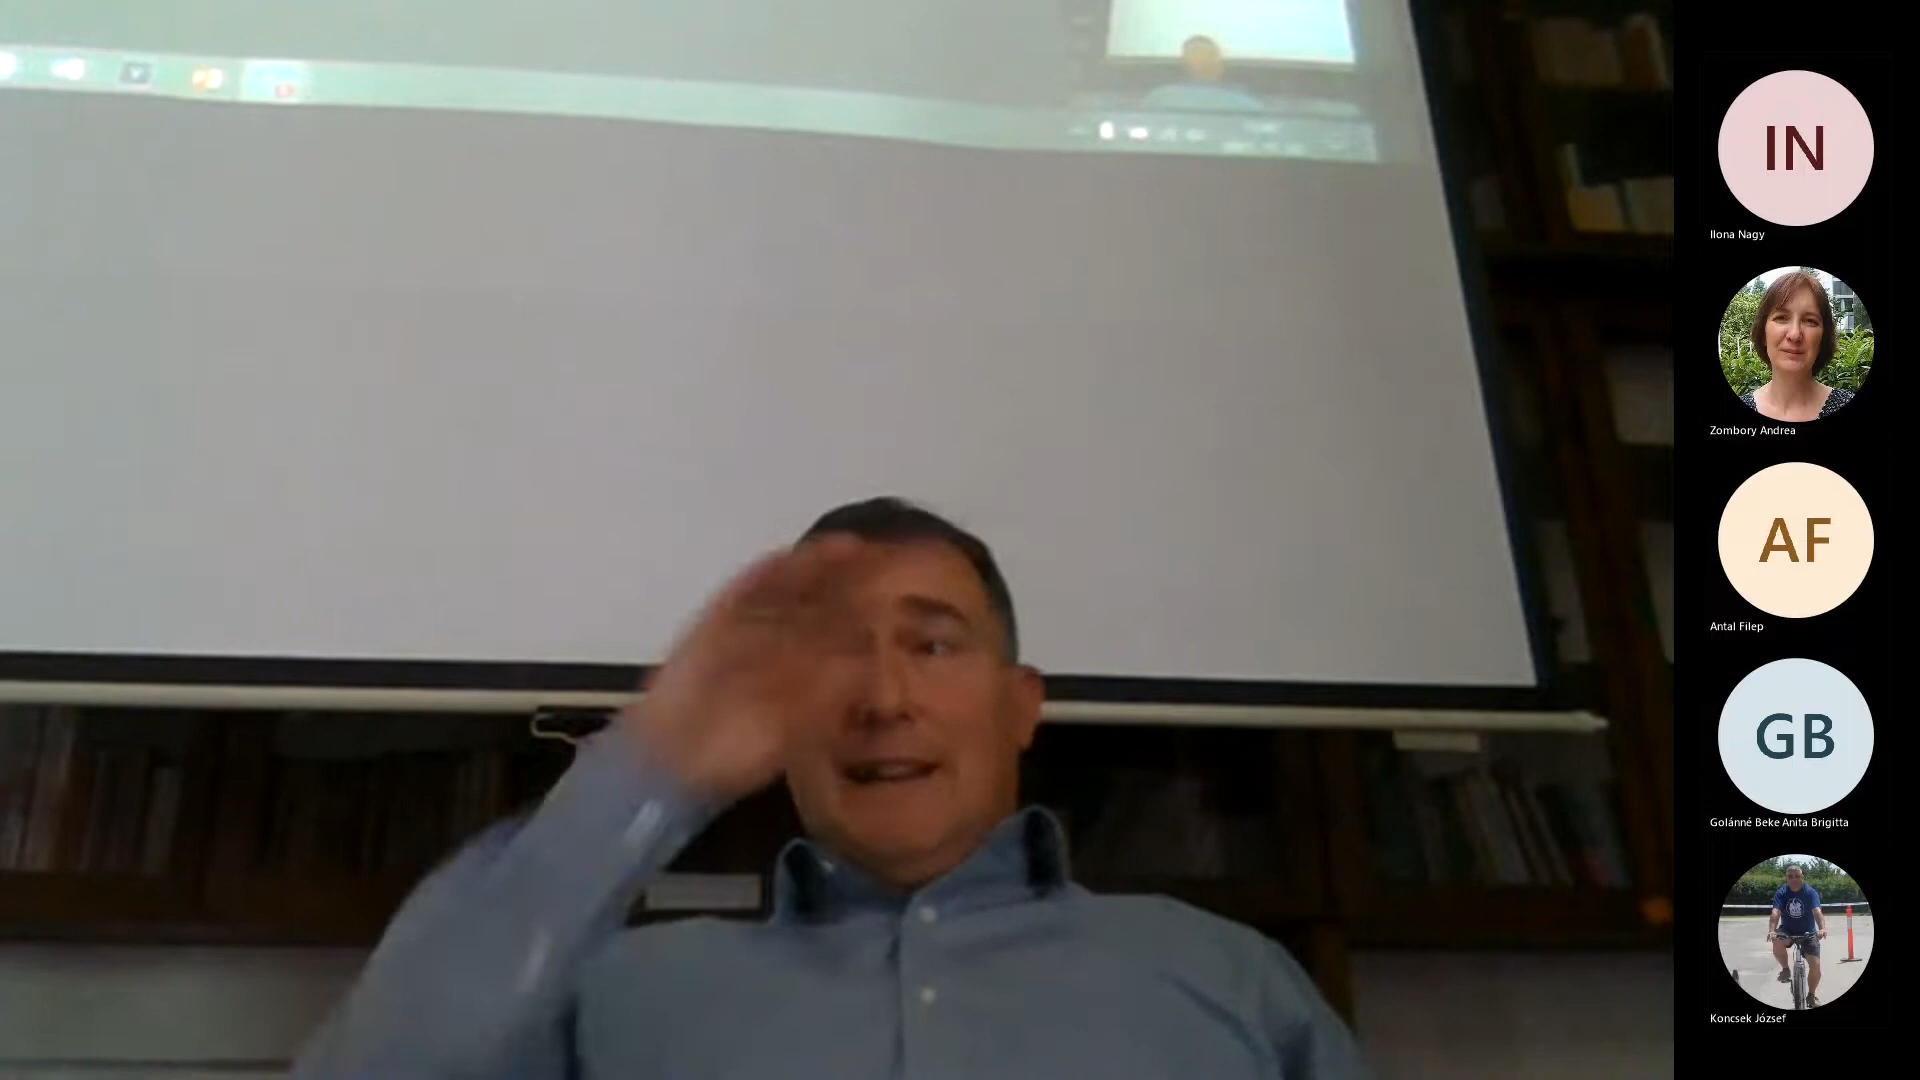 IN
Ilona Nagy
Zombory Andrea
AF
Antal Filep
GB
Golánné Beke Anita Brigitta
Koncsek József